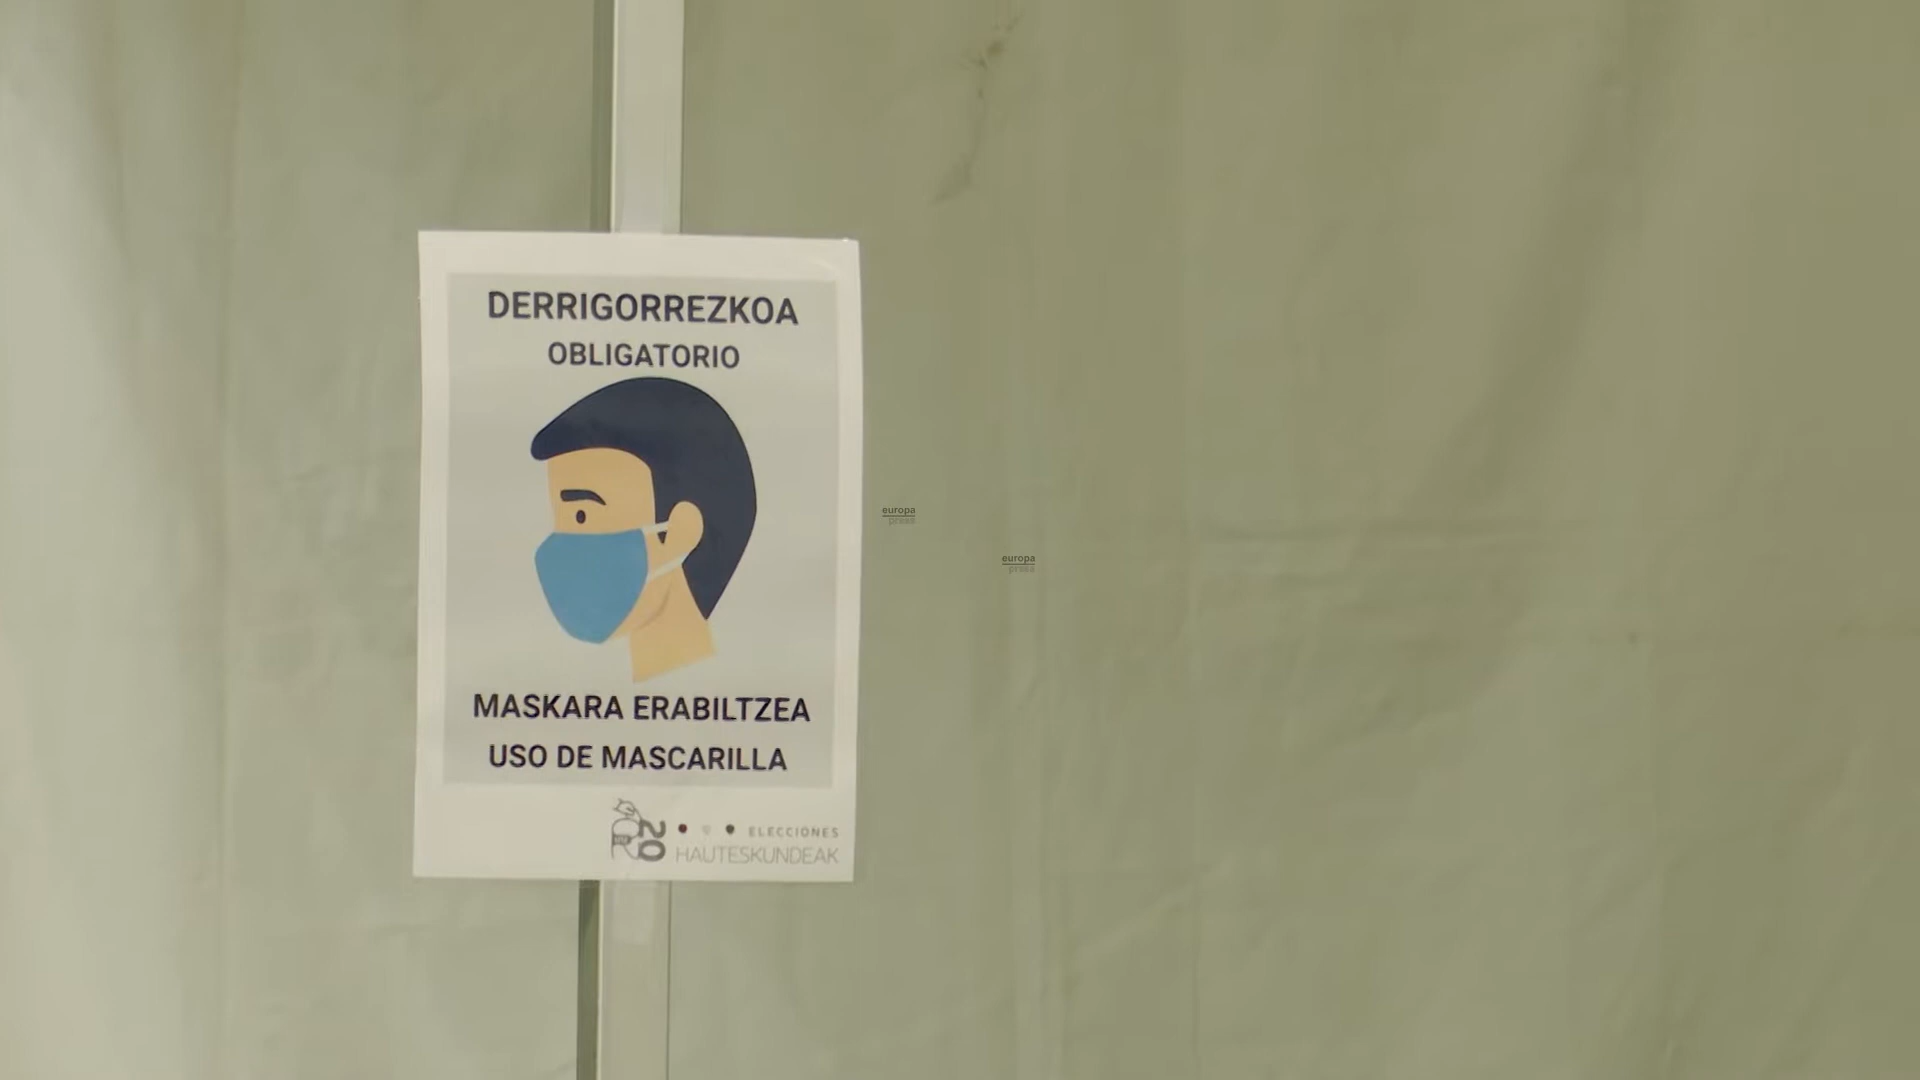 DERRIGORREZKOA
OBLIGATORIO
MASKARA ERABILTZEA
USO DE MASCARILLA
20
ELECCIONES
HAUTESKUNDEAK
europa
press
europa
press